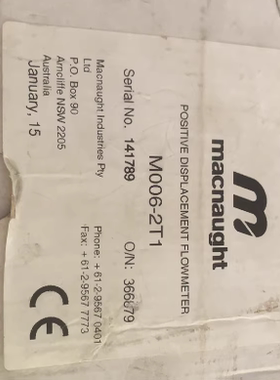 macnaught
POSITIVE DISPLACEMENT FLOWMETER
M006-2T1
Serial No: 141789 O/N: 366879
Macnaught Industries Pty
Ltd
P.O. Box 90
Arncliffe NSW 2205
Australia
Phone: + 61-2-9567 0401
Fax: + 61-2-9567 7773
January, 15
CE